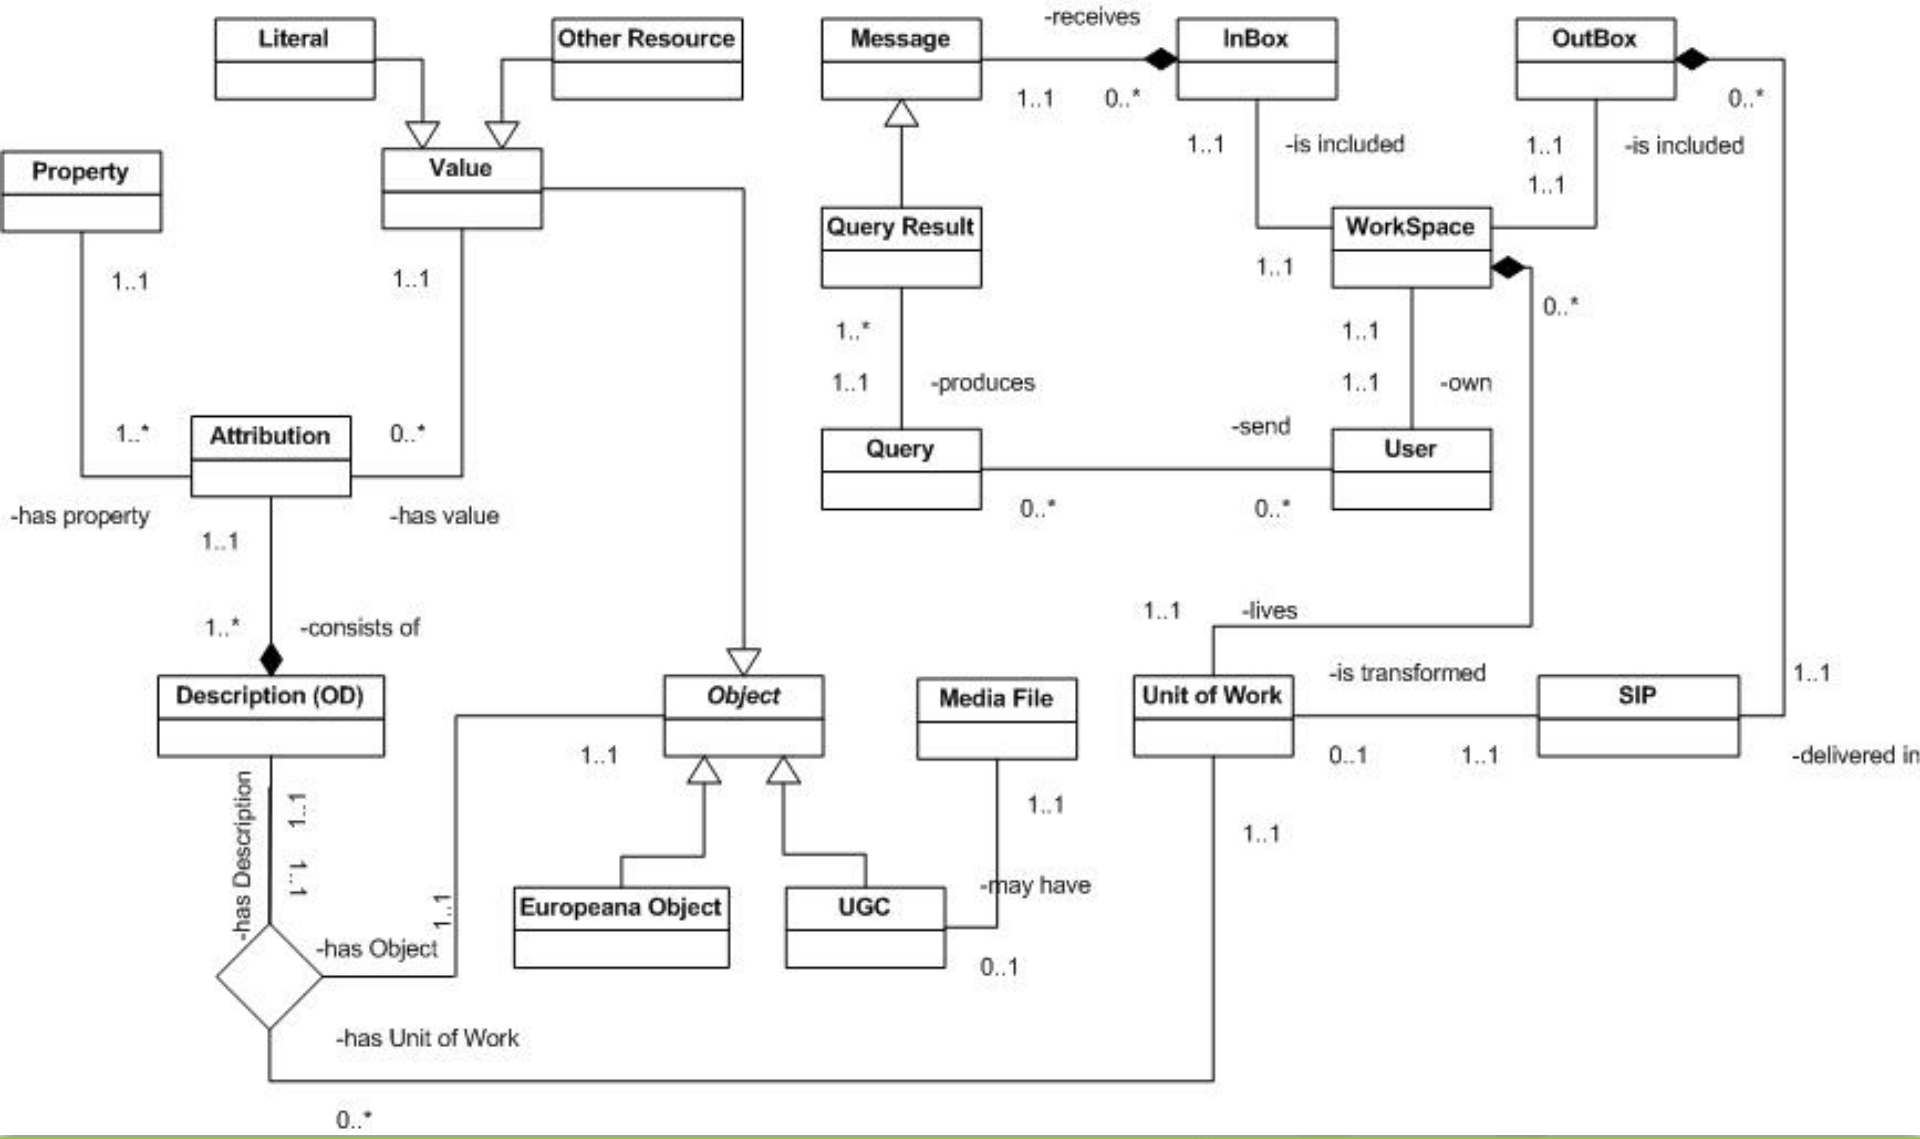 -receives
Literal
Other Resource
Message
InBox
OutBox
1..1
0..*
0..*
1..1
-is included
1..1
-is included
Property
Value
1..1
Query Result
WorkSpace
1..1
1..1
1..1
0..*
1..*
1..1
1..1
-produces
1..1
-own
-send
1..*
Attribution
0..*
Query
User
-has property
-has value
0..*
0..*
1..1
1..1
-lives
1..*
-consists of
-is transformed
1..1
Description (OD)
Object
Media File
Unit of Work
SIP
1..1
0..1
1..1
-delivered in
-has Description
1..1
1..1
1..1
1..1
-may have
1..1
Europeana Object
UGC
-has Object
0..1
-has Unit of Work
0..*